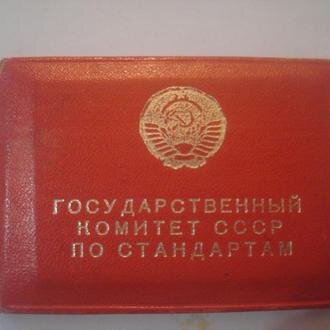 ГОСУДАРСТВЕННЫЙ
КОМИТЕТ СССР
ПО СТАНДАРТАМ